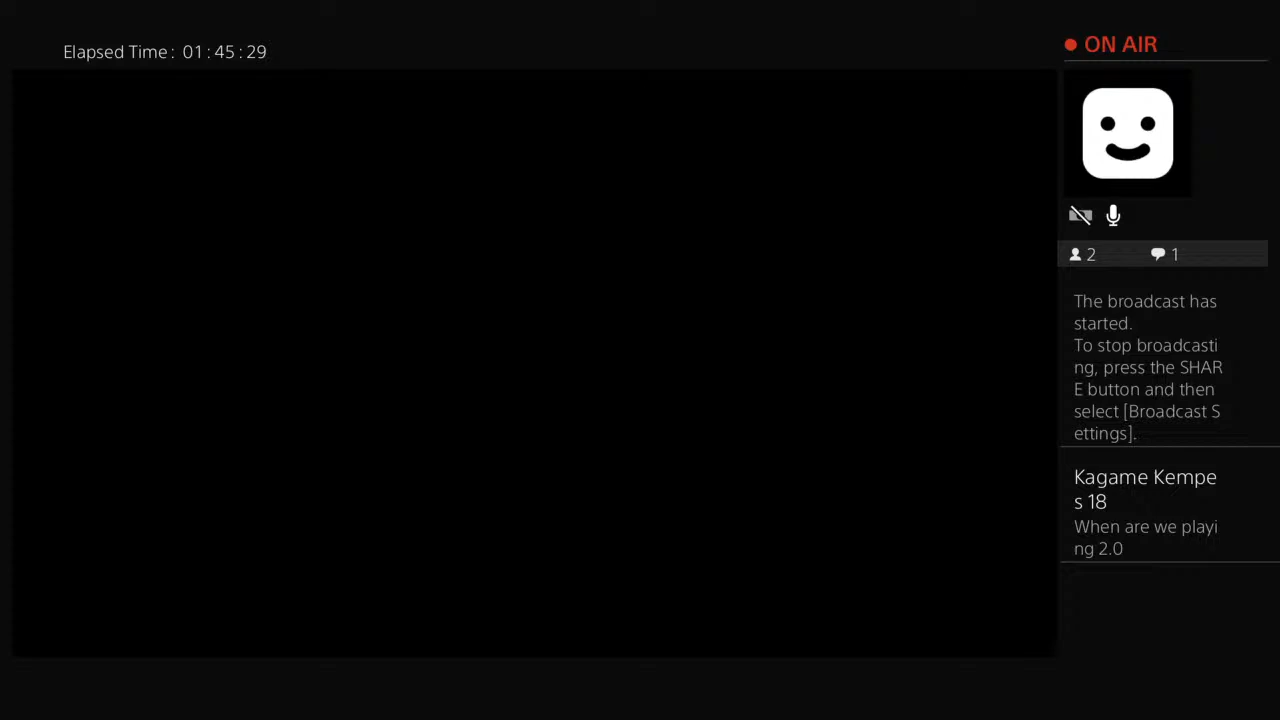 Elapsed Time: 01:45:29
ON AIR
2
1
The broadcast has
started.
To stop broadcasti
ng, press the SHAR
E button and then
select [Broadcast S
ettings].
Kagame Kempe
s 18
When are we playi
ng 2.0